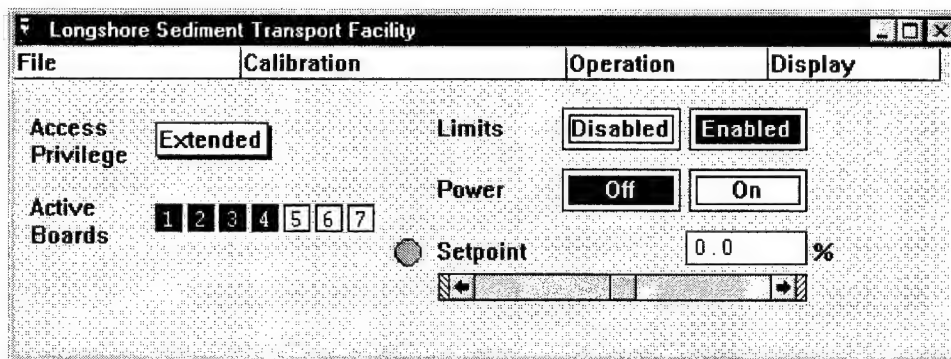 Longshore Sediment Transport Facility
File Calibration Operation Display
Access Privilege Extended
Limits Disabled Enabled
Power Off On
Active Boards 1 2 3 4 5 6 7
Setpoint 0.0 %